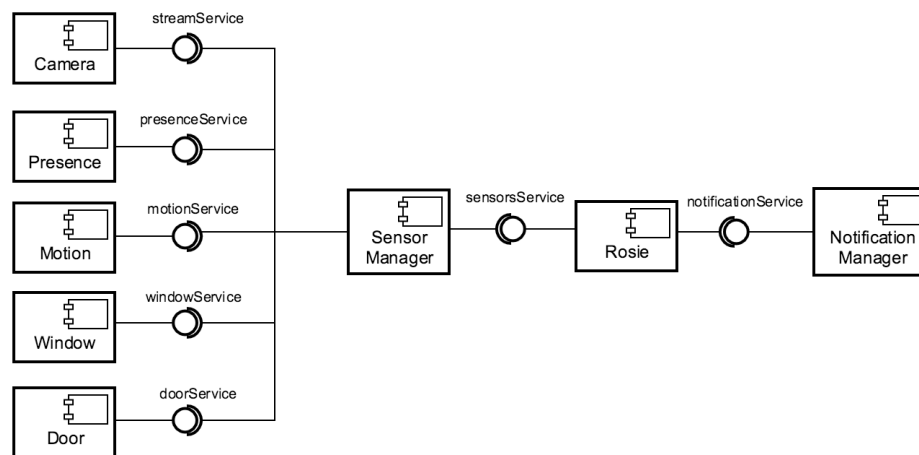 streamService
Camera
presenceService
Presence
motionService
Motion
windowService
Window
doorService
Door
Sensor
Manager
sensorsService
Rosie
notificationService
Notification
Manager